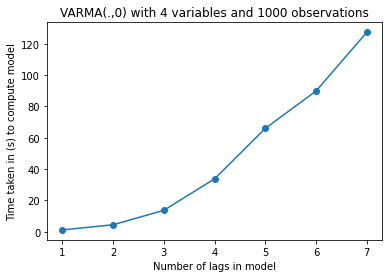 VARMA(.,0) with 4 variables and 1000 observations
Time taken in (s) to compute model
120
100
80
60
40
20
0
1 2 3 4 5 6 7
Number of lags in model